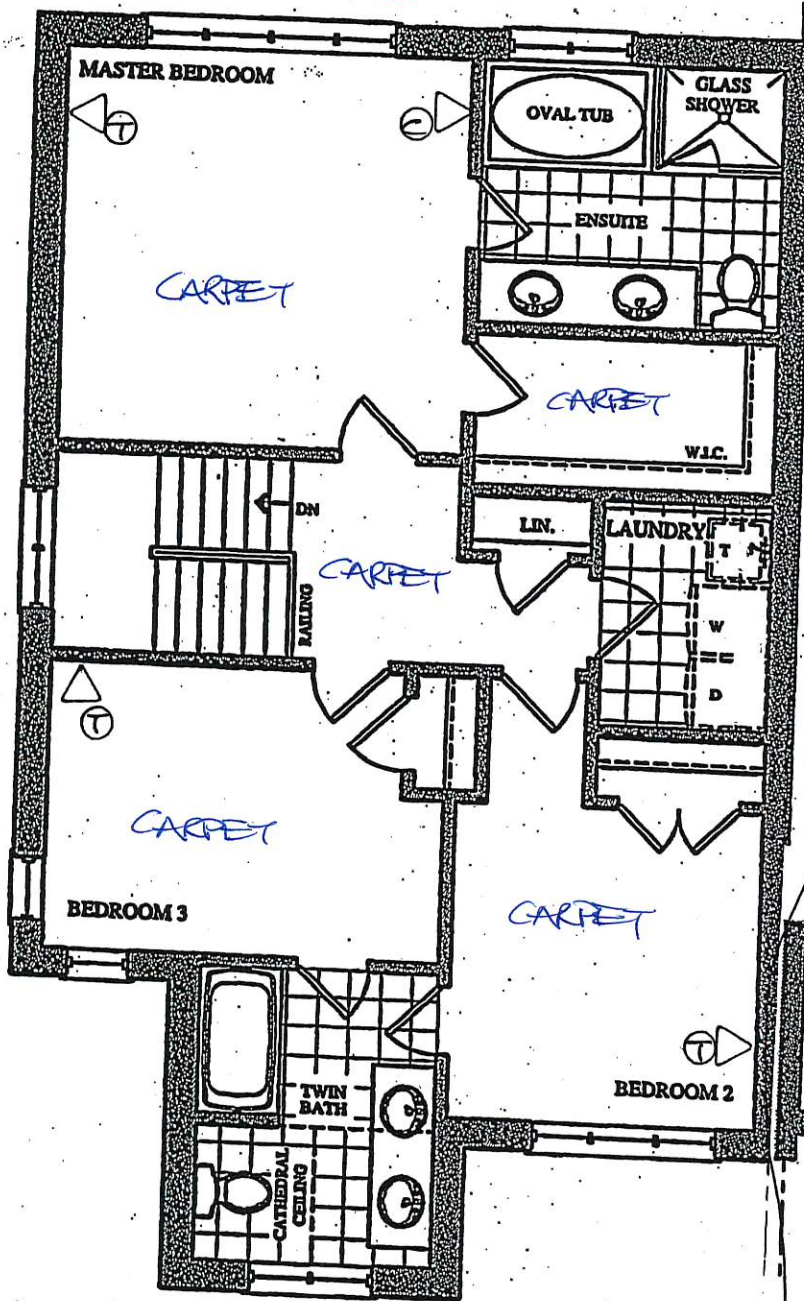 MASTER BEDROOM
T
C
OVAL TUB
GLASS
SHOWER
ENSUITE
CARPET
CARPET
W.I.C.
DN
LIN.
LAUNDRY
T
CARPET
RAILING
W
D
T
CARPET
BEDROOM 3
CARPET
T
BEDROOM 2
TWIN
BATH
CATHEDRAL
CEILING